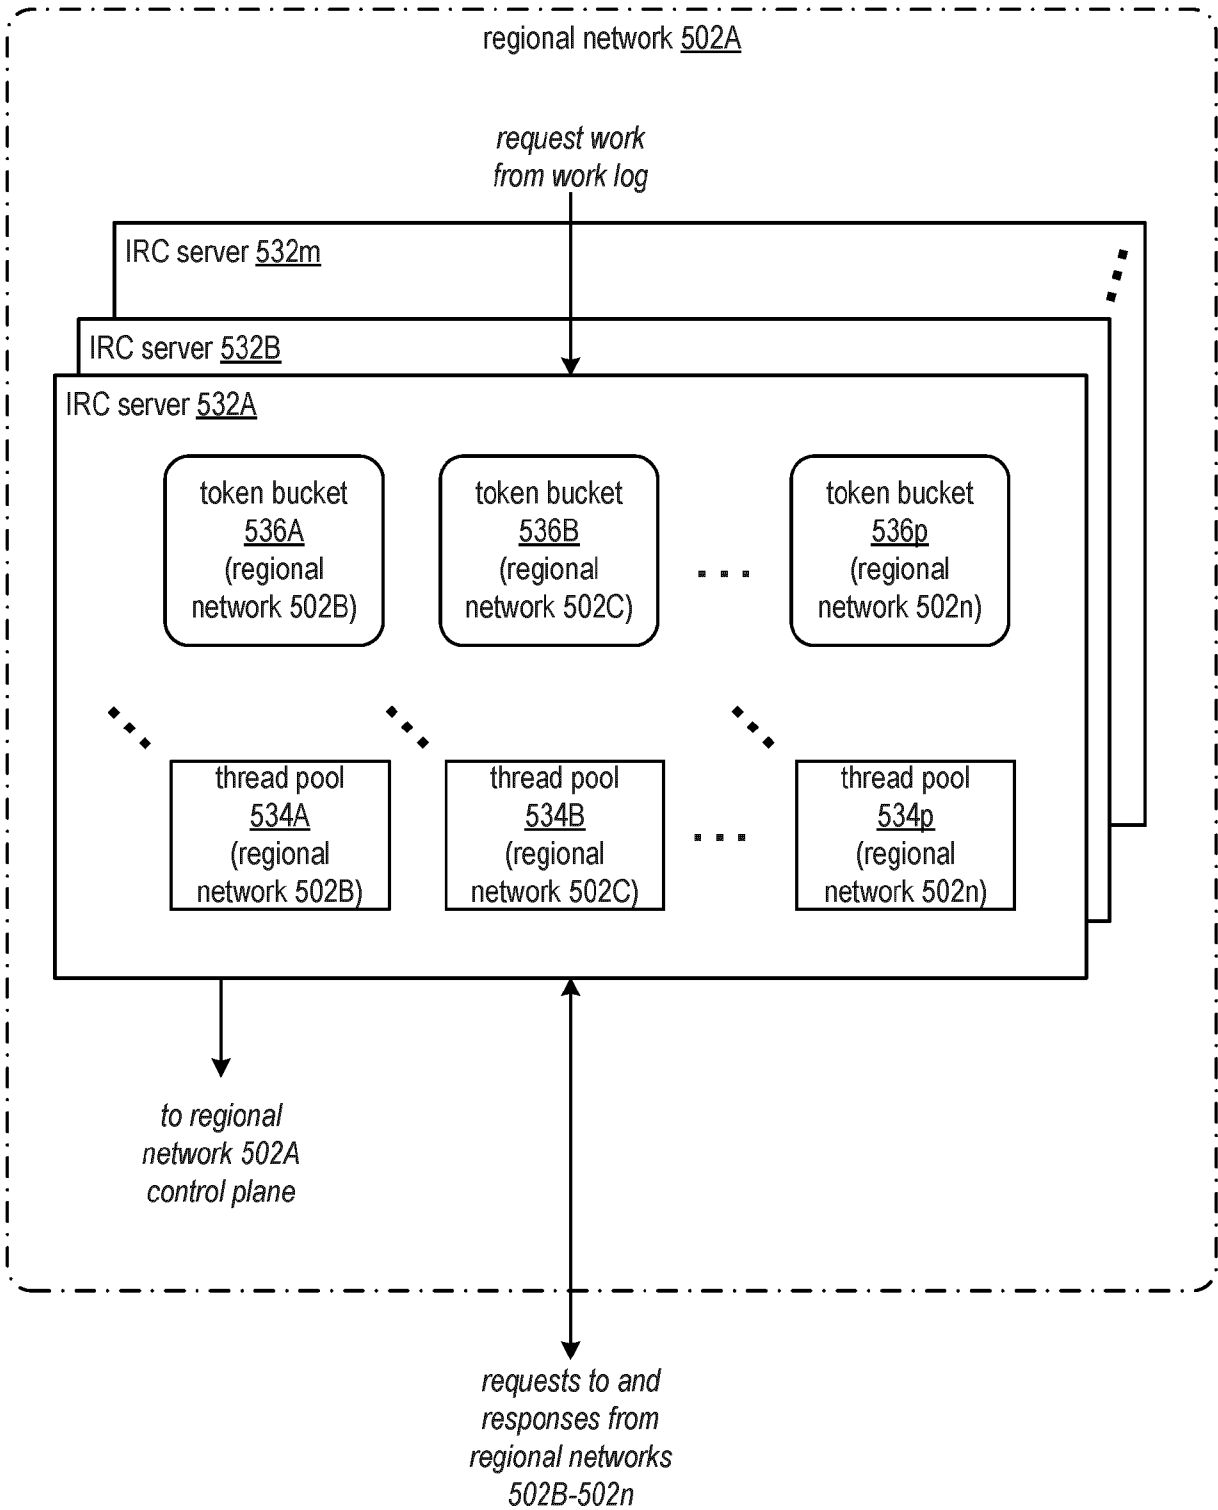 regional network 502A
request work
from work log
IRC server 532m
IRC server 532B
IRC server 532A
token bucket
536A
(regional
network 502B)
token bucket
536B
(regional
network 502C)
token bucket
536p
(regional
network 502n)
thread pool
534A
(regional
network 502B)
thread pool
534B
(regional
network 502C)
thread pool
534p
(regional
network 502n)
to regional
network 502A
control plane
requests to and
responses from
regional networks
502B-502n